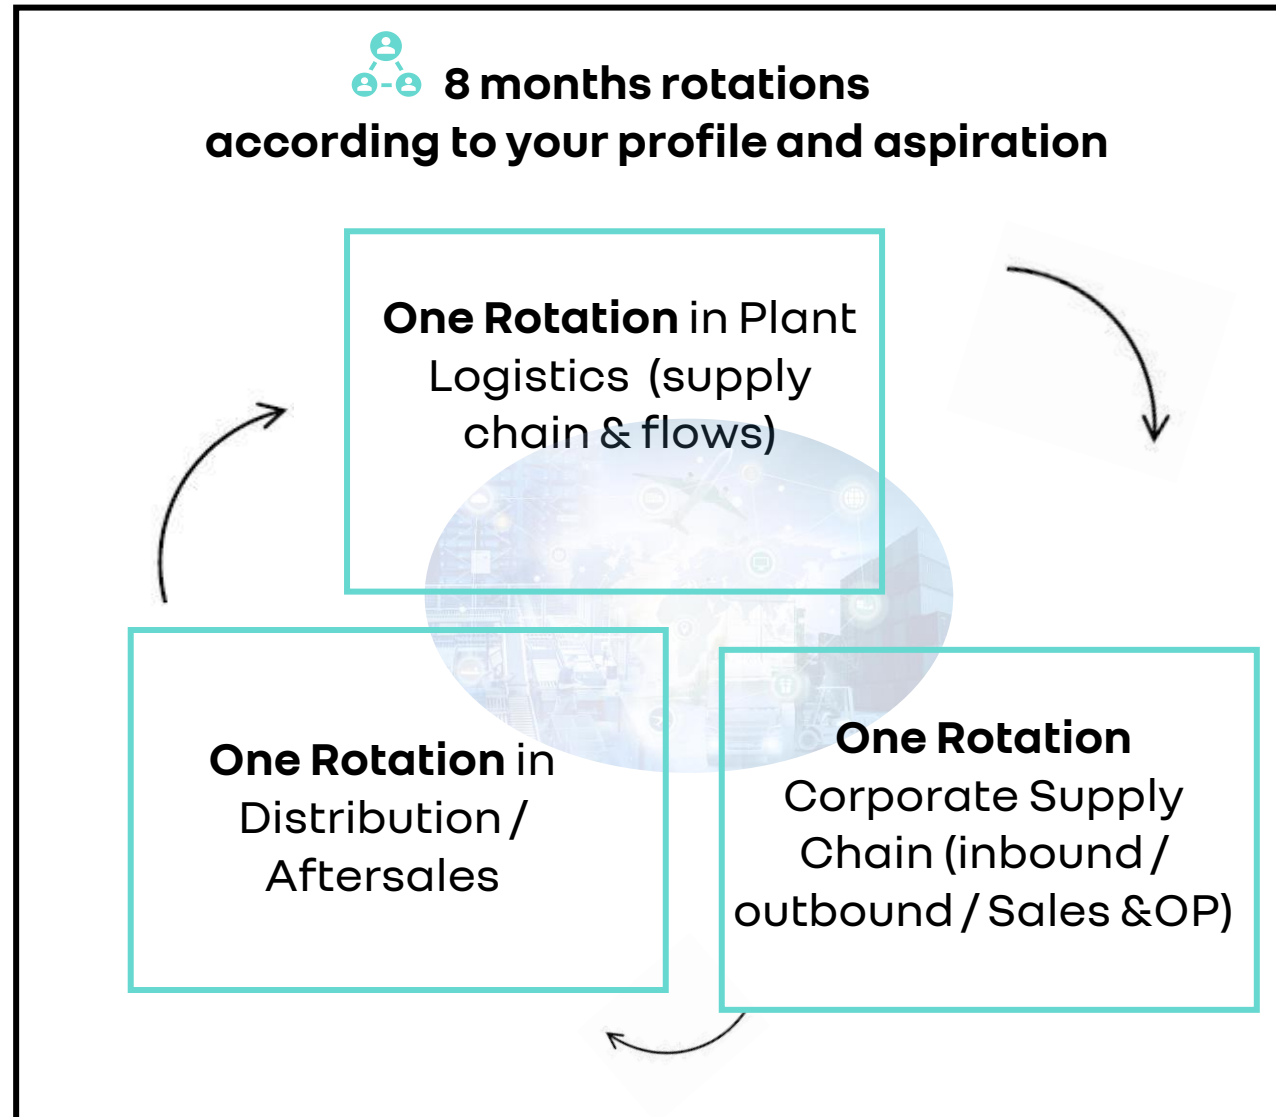 8 months rotations
according to your profile and aspiration
One Rotation in Plant
Logistics (supply
chain & flows)
One Rotation in
Distribution /
Aftersales
One Rotation
Corporate Supply
Chain (inbound /
outbound / Sales &OP)